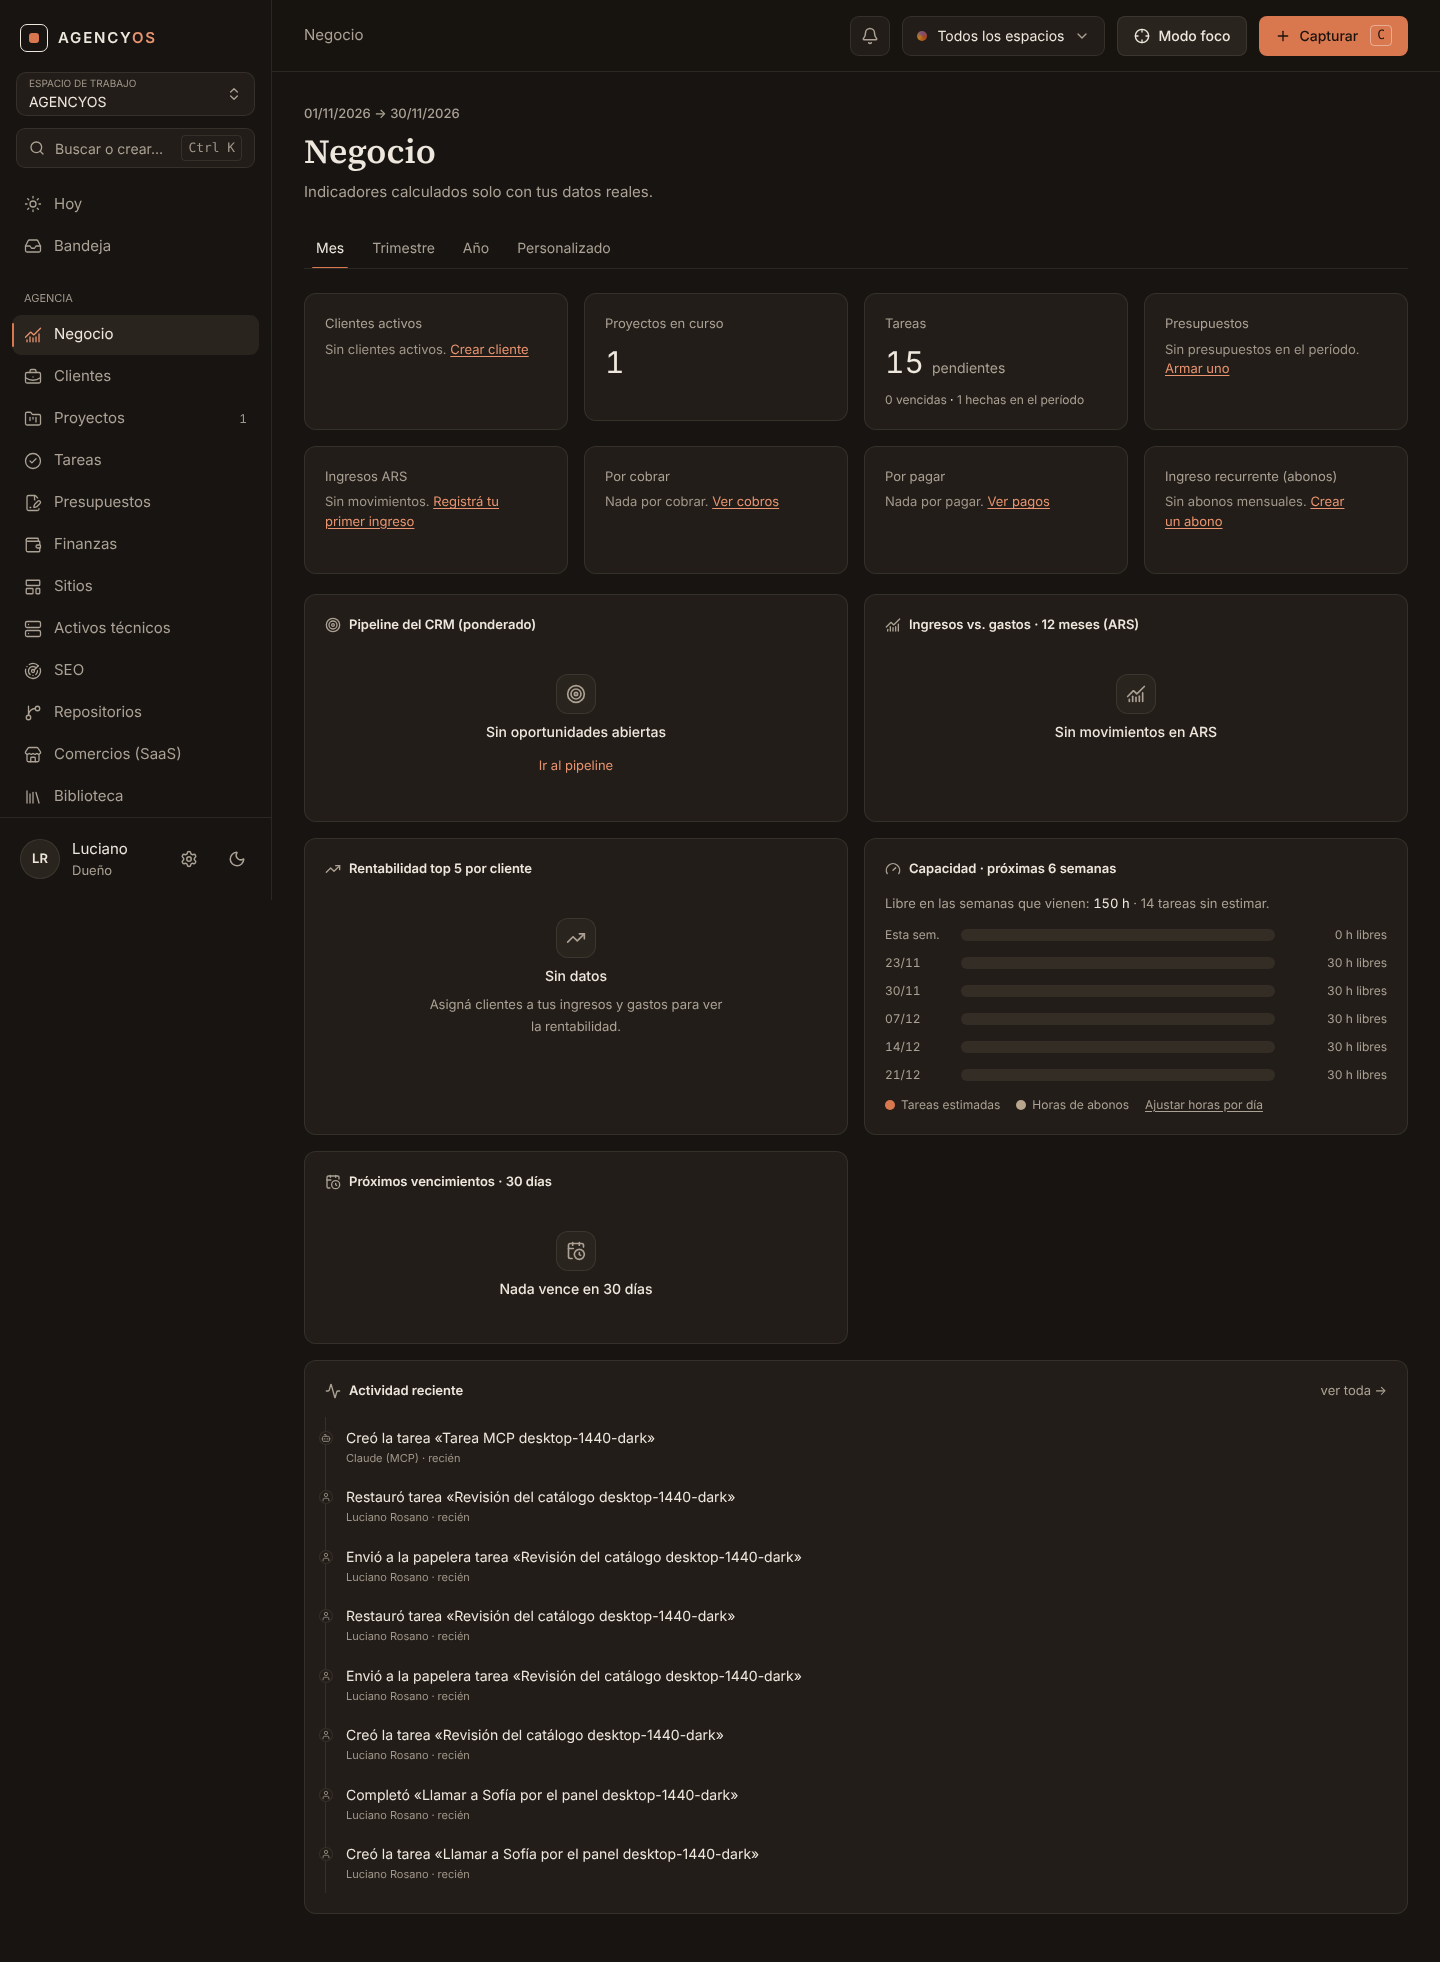 AGENCYOS
ESPACIO DE TRABAJO
AGENCYOS
Buscar o crear... Ctrl K
Hoy
Bandeja
AGENCIA
Negocio
Clientes
Proyectos 1
Tareas
Presupuestos
Finanzas
Sitios
Activos técnicos
SEO
Repositorios
Comercios (SaaS)
Biblioteca
LR
Luciano
Dueño
Negocio
Todos los espacios
Modo foco
Capturar C
01/11/2026 → 30/11/2026
Negocio
Indicadores calculados solo con tus datos reales.
Mes Trimestre Año Personalizado
Clientes activos
Sin clientes activos. Crear cliente
Proyectos en curso
1
Tareas
15 pendientes
0 vencidas · 1 hechas en el período
Presupuestos
Sin presupuestos en el período.
Armar uno
Ingresos ARS
Sin movimientos. Registrá tu
primer ingreso
Por cobrar
Nada por cobrar. Ver cobros
Por pagar
Nada por pagar. Ver pagos
Ingreso recurrente (abonos)
Sin abonos mensuales. Crear
un abono
Pipeline del CRM (ponderado)
Sin oportunidades abiertas
Ir al pipeline
Ingresos vs. gastos · 12 meses (ARS)
Sin movimientos en ARS
Rentabilidad top 5 por cliente
Sin datos
Asigná clientes a tus ingresos y gastos para ver
la rentabilidad.
Capacidad · próximas 6 semanas
Libre en las semanas que vienen: 150 h · 14 tareas sin estimar.
Esta sem. 0 h libres
23/11 30 h libres
30/11 30 h libres
07/12 30 h libres
14/12 30 h libres
21/12 30 h libres
Tareas estimadas Horas de abonos Ajustar horas por día
Próximos vencimientos · 30 días
Nada vence en 30 días
Actividad reciente ver toda →
Creó la tarea «Tarea MCP desktop-1440-dark»
Claude (MCP) · recién
Restauró tarea «Revisión del catálogo desktop-1440-dark»
Luciano Rosano · recién
Envió a la papelera tarea «Revisión del catálogo desktop-1440-dark»
Luciano Rosano · recién
Restauró tarea «Revisión del catálogo desktop-1440-dark»
Luciano Rosano · recién
Envió a la papelera tarea «Revisión del catálogo desktop-1440-dark»
Luciano Rosano · recién
Creó la tarea «Revisión del catálogo desktop-1440-dark»
Luciano Rosano · recién
Completó «Llamar a Sofía por el panel desktop-1440-dark»
Luciano Rosano · recién
Creó la tarea «Llamar a Sofía por el panel desktop-1440-dark»
Luciano Rosano · recién